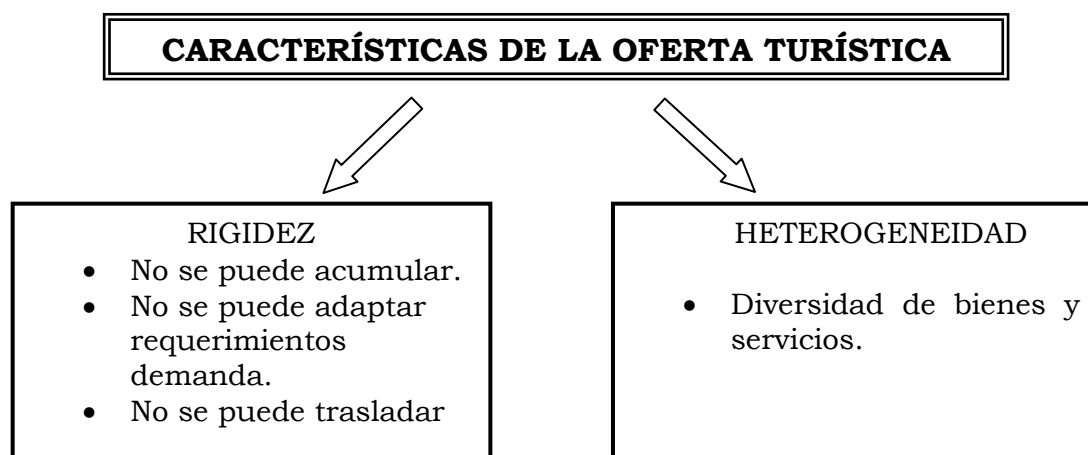 CARACTERÍSTICAS DE LA OFERTA TURÍSTICA
RIGIDEZ
• No se puede acumular.
• No se puede adaptar
requerimientos
demanda.
• No se puede trasladar
HETEROGENEIDAD
• Diversidad de bienes y
servicios.